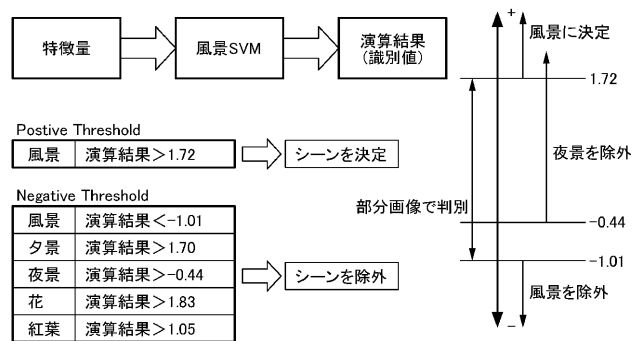 特徴量
風景SVM
演算結果
(識別値)
Postive Threshold
風景 演算結果>1.72
シーンを決定
Negative Threshold
風景 演算結果<-1.01
夕景 演算結果>1.70
夜景 演算結果>-0.44
花 演算結果>1.83
紅葉 演算結果>1.05
シーンを除外
+
風景に決定
1.72
夜景を除外
部分画像で判別
-0.44
-1.01
風景を除外
-